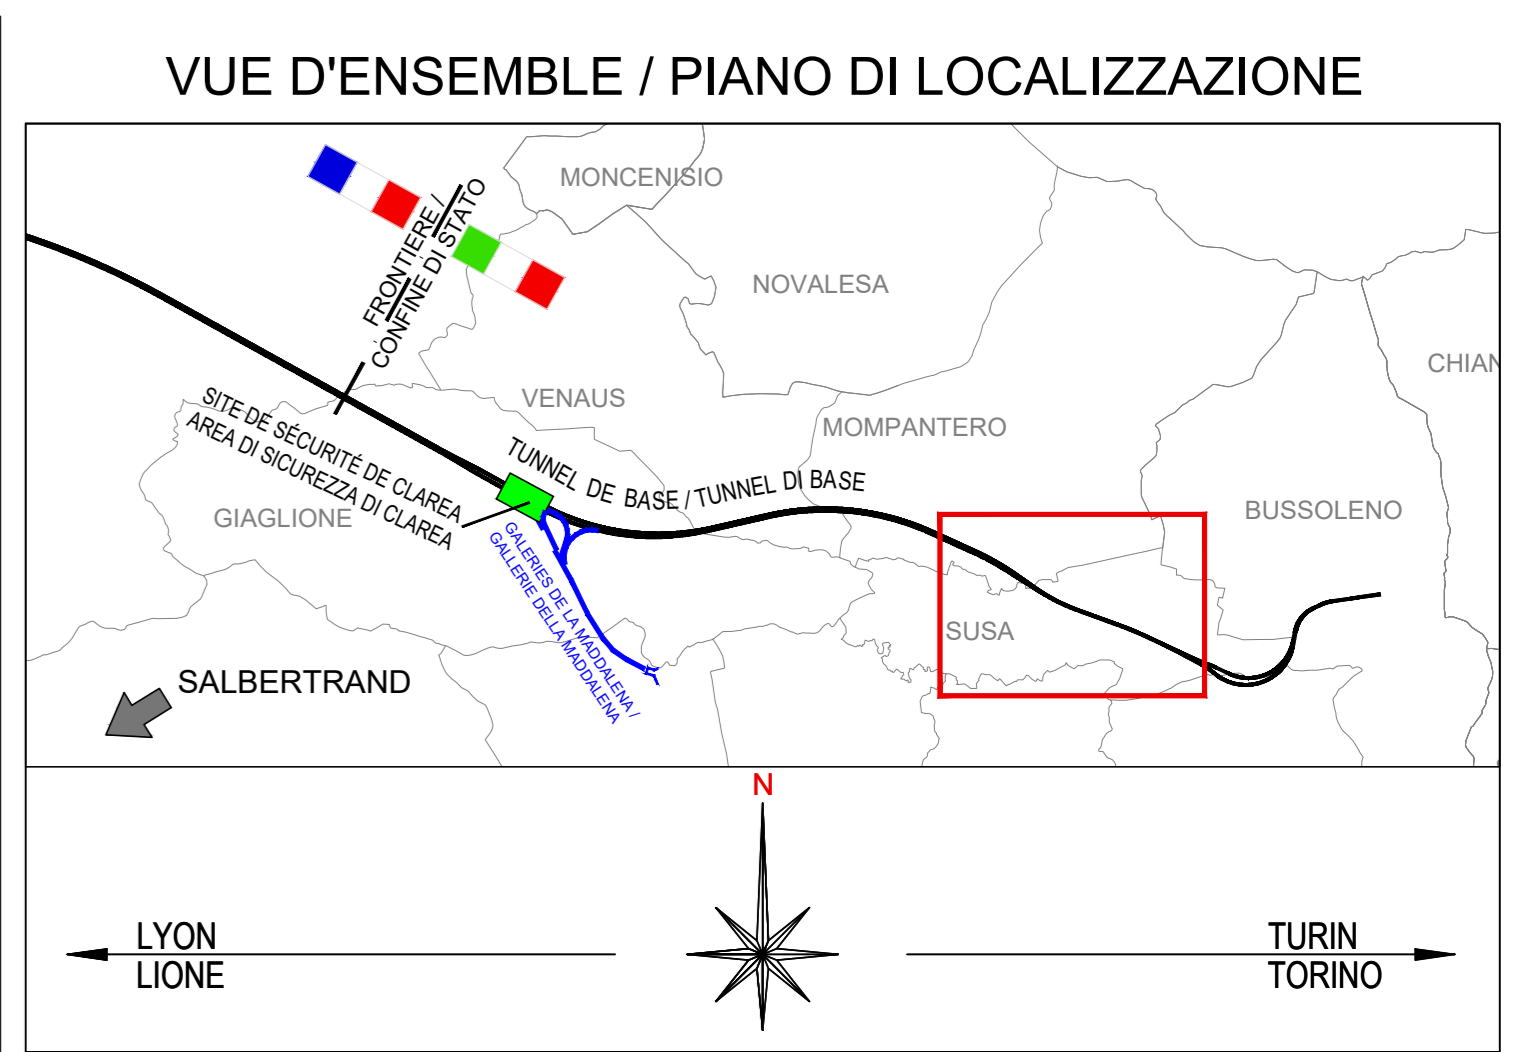 VUE D'ENSEMBLE / PIANO DI LOCALIZZAZIONE
MONCENISIO
FRONTIERE /
CONFINE DI STATO
NOVALESA
CHIAN
VENAUS
MOMPANTERO
SITE DE SÉCURITÉ DE CLAREA
AREA DI SICUREZZA DI CLAREA
TUNNEL DE BASE / TUNNEL DI BASE
GIAGLIONE
BUSSOLENO
GALERIES DE LA MADDALENA /
GALLERIE DELLA MADDALENA
SUSA
SALBERTRAND
N
LYON
LIONE
TURIN
TORINO